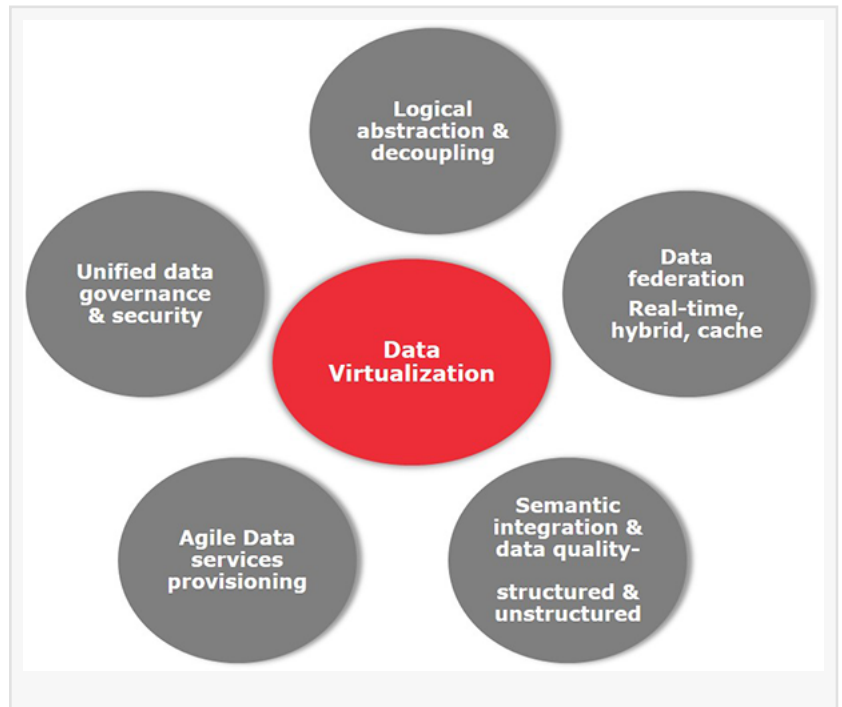 Logical
abstraction &
decoupling
Unified data
governance
& security
Data
federation
Real-time,
hybrid, cache
Data
Virtualization
Agile Data
services
provisioning
Semantic
integration &
data quality-
structured &
unstructured